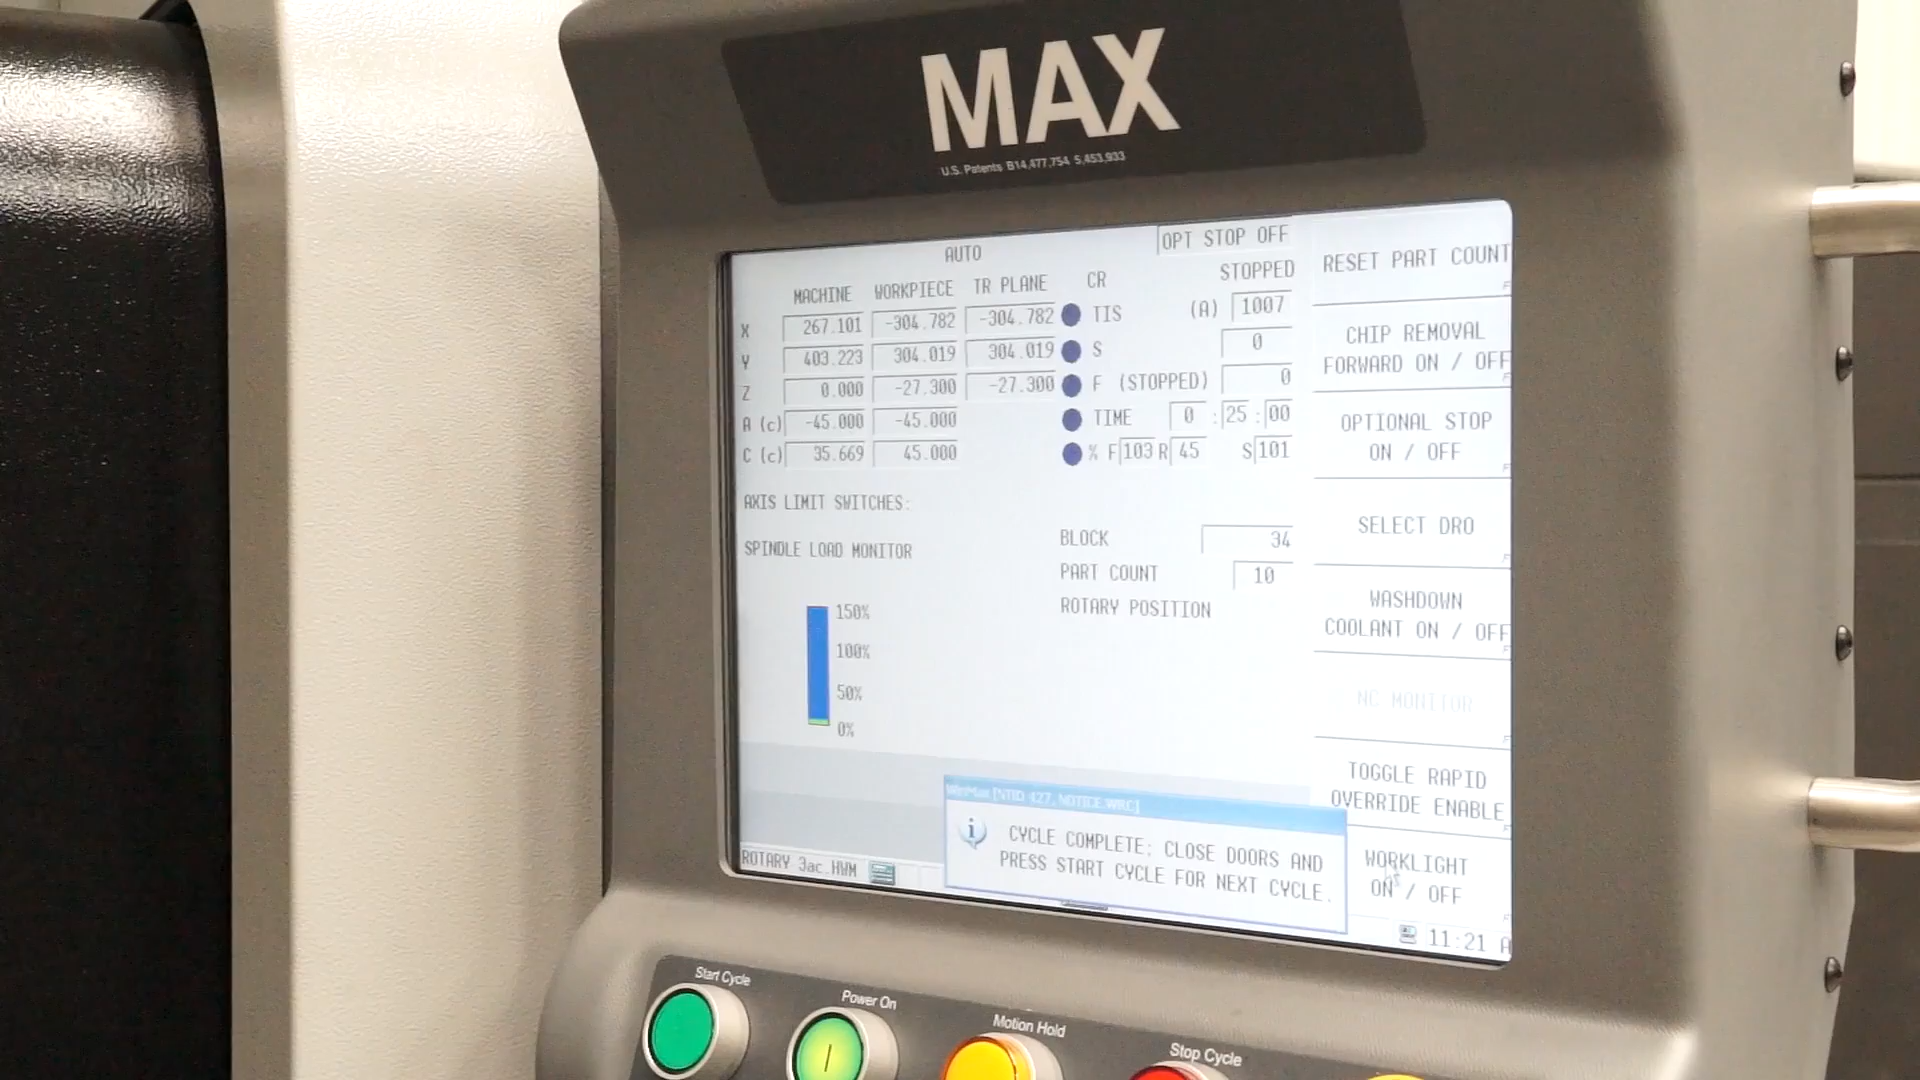 MAX
U.S. Patents B14,477,754 5,453,933
AUTO
OPT STOP OFF
MACHINE WORKPIECE TR PLANE CR STOPPED
X 267.101 -304.782 -304.782 TIS (A) 1007
Y 403.223 304.019 304.019 S 0
Z 0.000 -27.300 -27.300 F (STOPPED) 0
A (c) -45.000 -45.000 TIME 0 : 25 : 00
C (c) 35.669 45.000 % F 103 R 45 S 101
AXIS LIMIT SWITCHES:
SPINDLE LOAD MONITOR
150%
100%
50%
0%
BLOCK 34
PART COUNT 10
ROTARY POSITION
RESET PART COUNT
CHIP REMOVAL
FORWARD ON / OFF
OPTIONAL STOP
ON / OFF
SELECT DRO
WASHDOWN
COOLANT ON / OFF
NC MONITOR
TOGGLE RAPID
OVERRIDE ENABLE
WORKLIGHT
ON / OFF
WinMax [NTID 427, NOTICE.WRC]
CYCLE COMPLETE; CLOSE DOORS AND
PRESS START CYCLE FOR NEXT CYCLE.
ROTARY 3ac.HWM
11:21 A
Start Cycle
Power On
Motion Hold
Stop Cycle